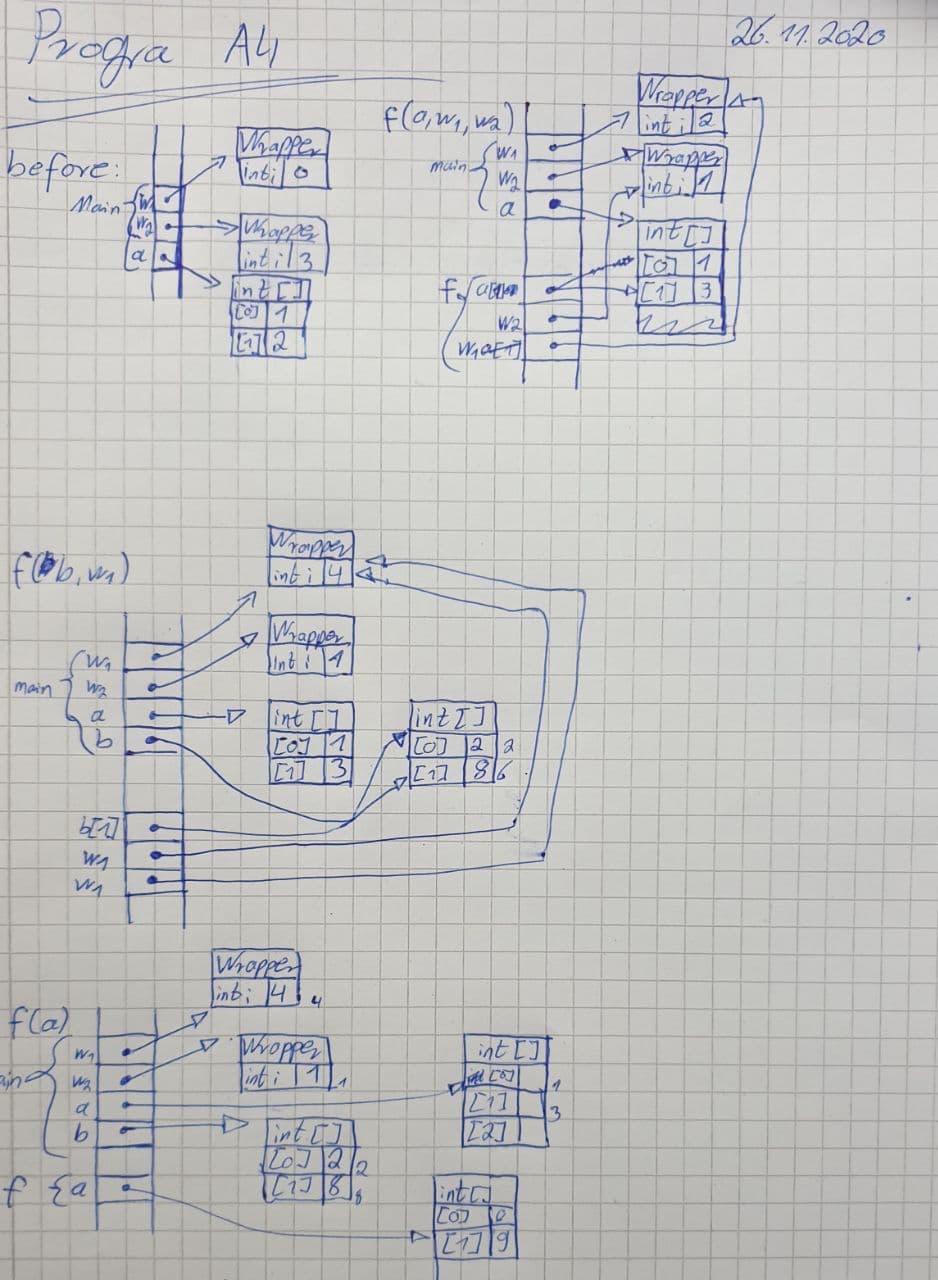 Progra A4
26.11.2020
before:
Main
w1
w2
a
Wrapper
int i 0
Wrapper
int i 3
int []
[0] 1
[1] 2
f(a,w1,w2)
main
w1
w2
a
Wrapper
int i 2
Wrapper
int i 1
int []
[0] 1
[1] 3
f
w2
w1
f(b,w1)
main
w1
w2
a
b
b[1]
w1
w1
Wrapper
int i 4
Wrapper
int i 1
int []
[0] 1
[1] 3
int []
[0] 2 2
[1] 8 6
f(a)
w1
w2
a
b
f {a
Wrapper
int i 4 4
Wrapper
int i 1 1
int []
[0] 2 2
[1] 8 8
int []
[0] 1
[1] 3
[2]
int []
[0] 0
[1] 9